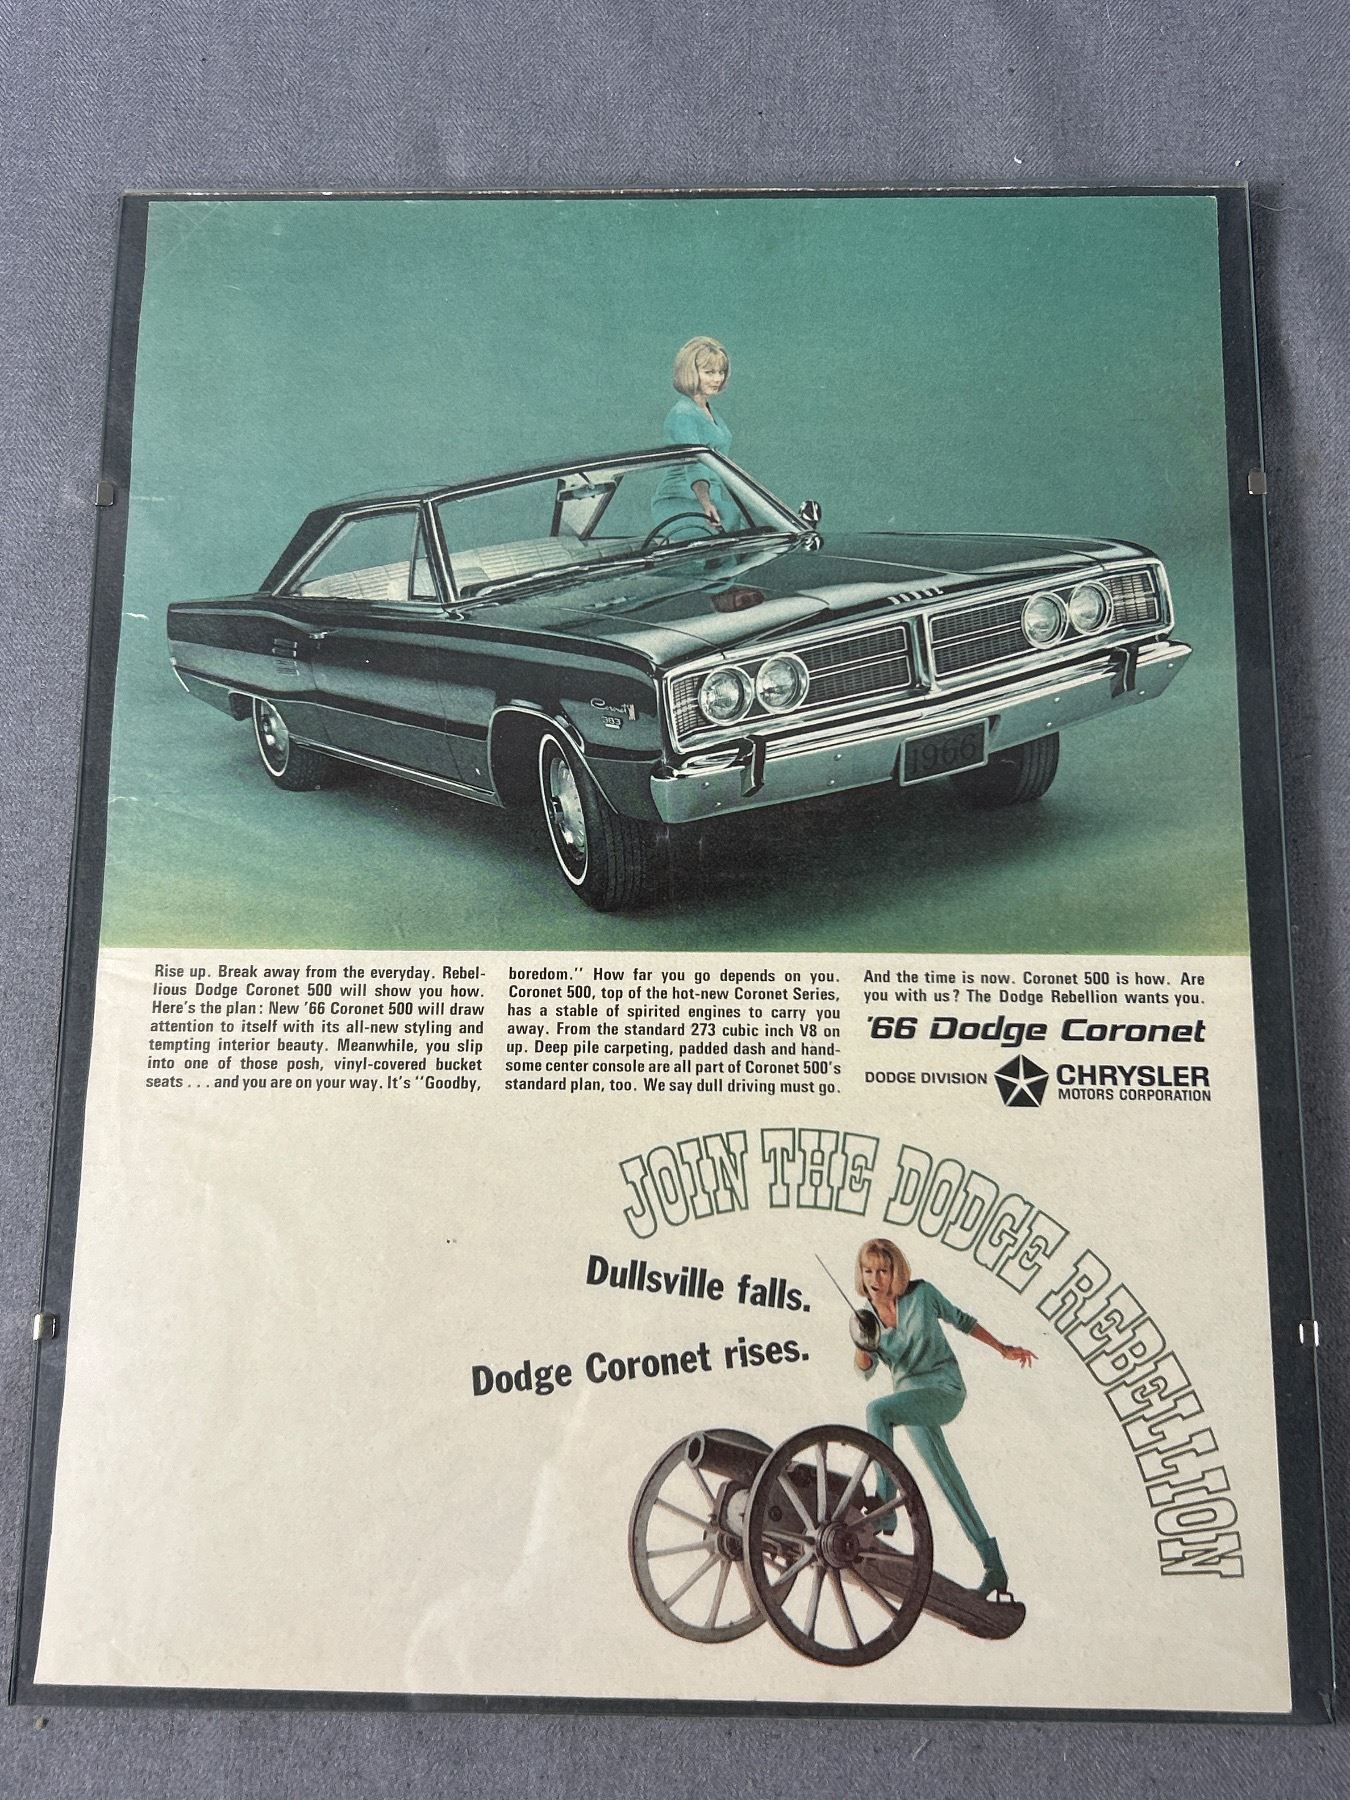 DODGE
Coronet
383
1966
Rise up. Break away from the everyday. Rebel-
lious Dodge Coronet 500 will show you how.
Here's the plan: New '66 Coronet 500 will draw
attention to itself with its all-new styling and
tempting interior beauty. Meanwhile, you slip
into one of those posh, vinyl-covered bucket
seats . . . and you are on your way. It's "Goodby,
boredom." How far you go depends on you.
Coronet 500, top of the hot-new Coronet Series,
has a stable of spirited engines to carry you
away. From the standard 273 cubic inch V8 on
up. Deep pile carpeting, padded dash and hand-
some center console are all part of Coronet 500's
standard plan, too. We say dull driving must go.
And the time is now. Coronet 500 is how. Are
you with us? The Dodge Rebellion wants you.
'66 Dodge Coronet
DODGE DIVISION CHRYSLER
MOTORS CORPORATION
JOIN THE DODGE REBELLION
Dullsville falls.
Dodge Coronet rises.